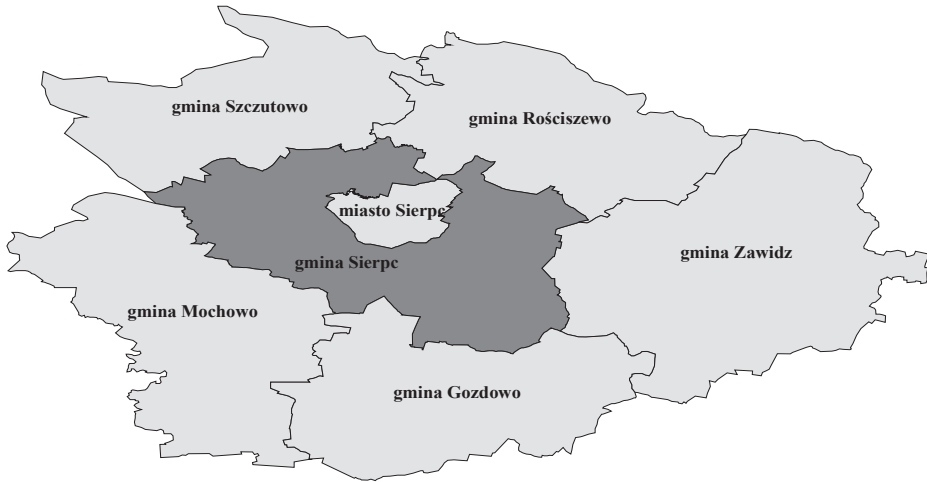 gmina Szczutowo
gmina Rościszewo
miasto Sierpc
gmina Zawidz
gmina Sierpc
gmina Mochowo
gmina Gozdowo